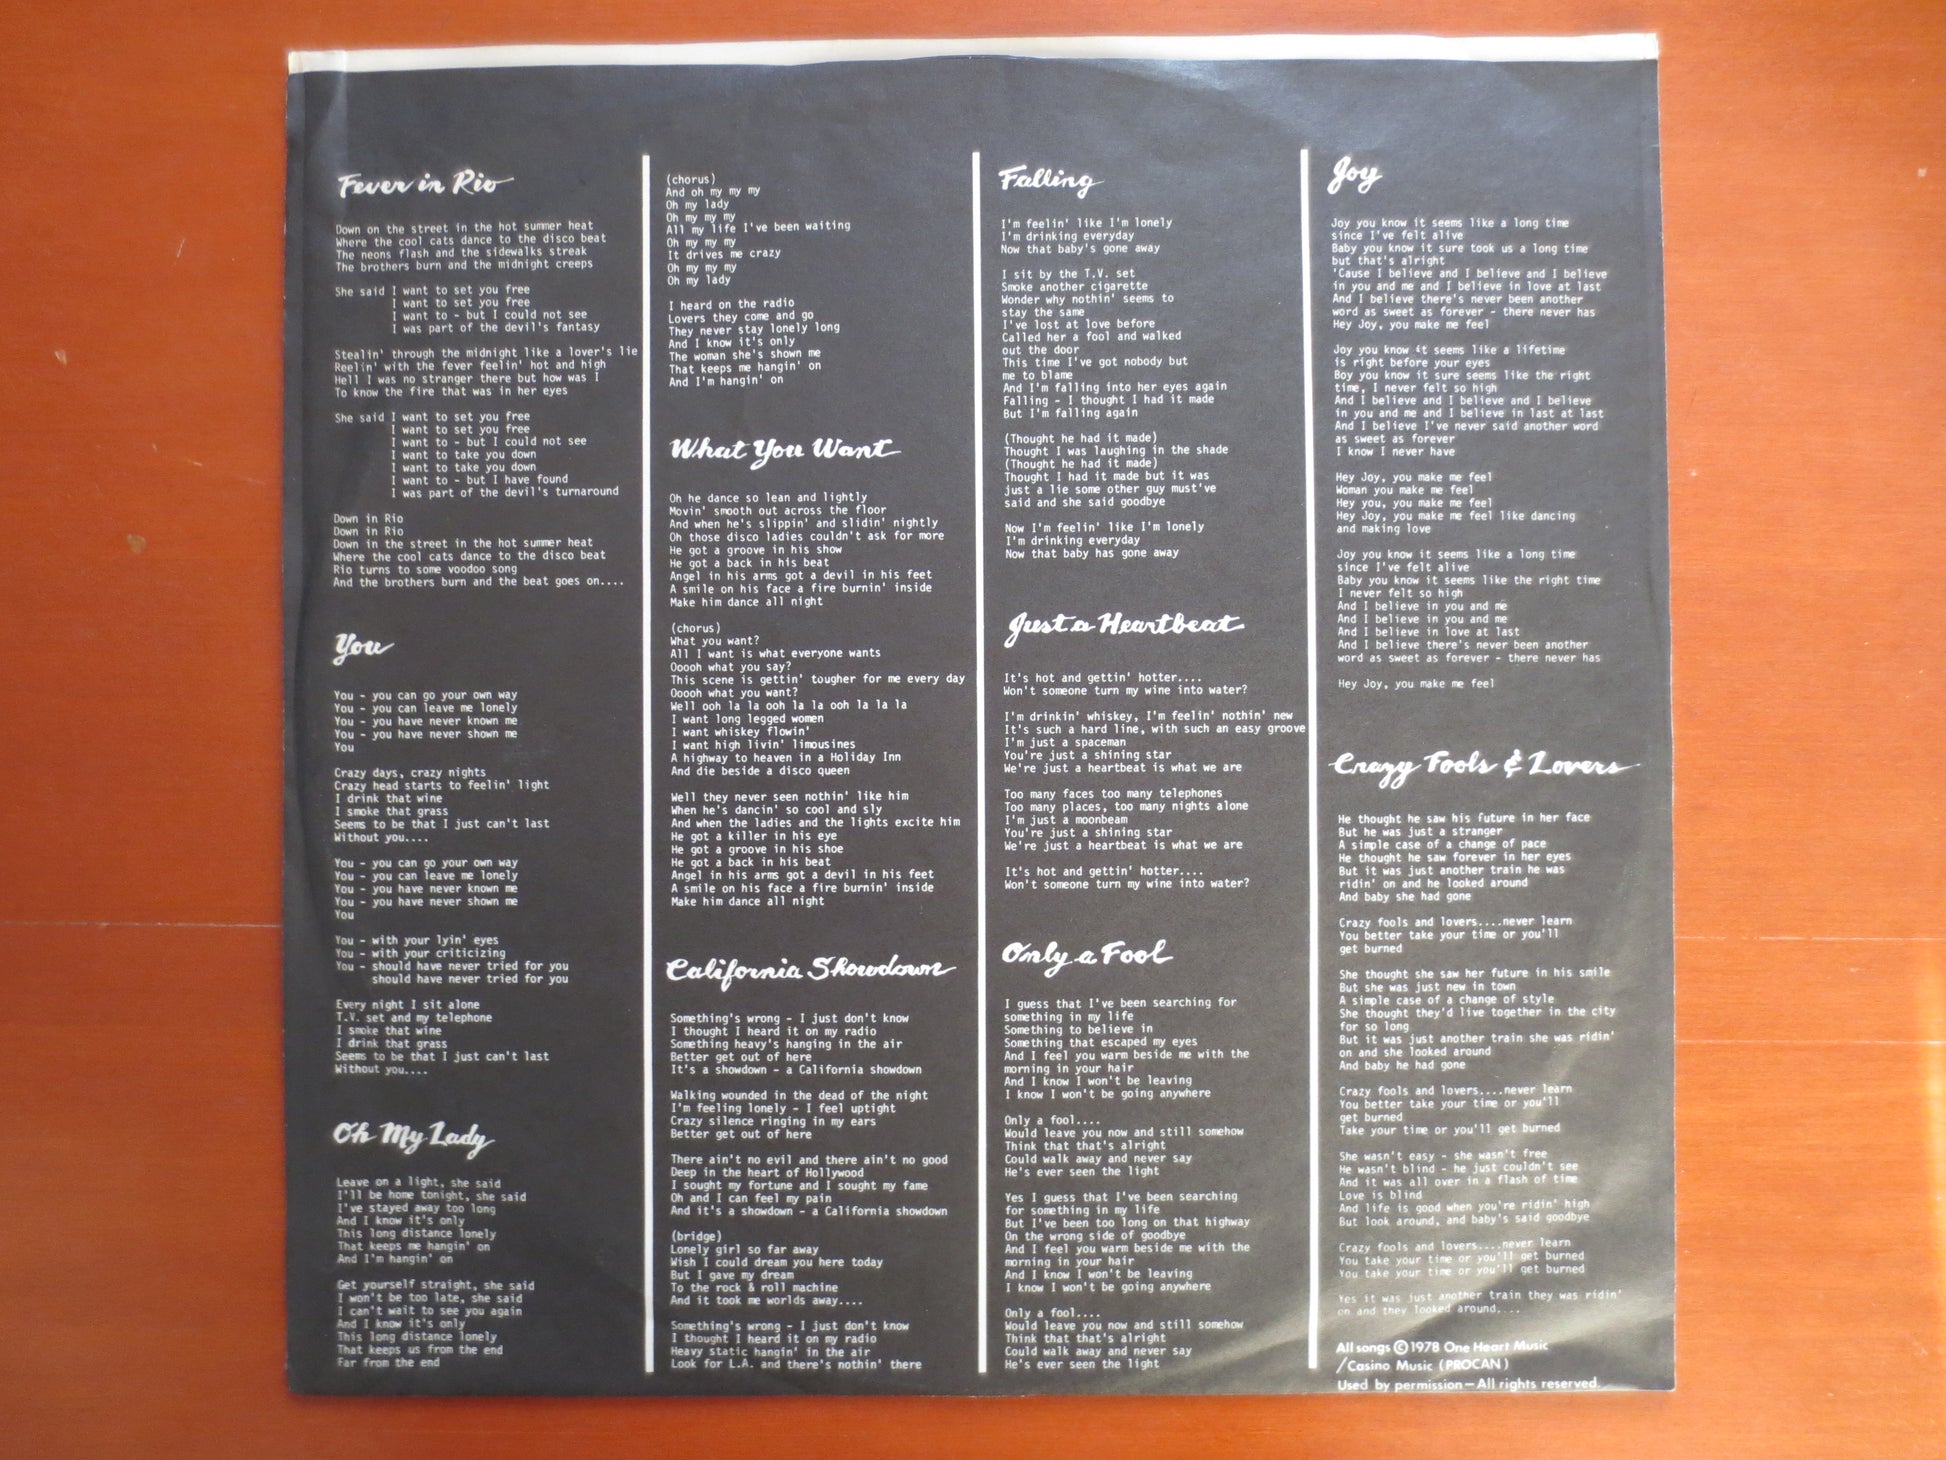 Fever in Rio
Down on the street in the hot summer heat
Where the cool cats dance to the disco beat
The neons flash and the sidewalks streak
The brothers burn and the midnight creeps
She said I want to set you free
I want to set you free
I want to - but I could not see
I was part of the devil's fantasy
Stealin' through the midnight like a lover's lie
Reelin' with the fever feelin' hot and high
Hell I was no stranger there but how was I
To know the fire that was in her eyes
She said I want to set you free
I want to set you free
I want to - but I could not see
I want to take you down
I want to take you down
I want to - but I have found
I was part of the devil's turnaround
Down in Rio
Down in Rio
Down in the street in the hot summer heat
Where the cool cats dance to the disco beat
Rio turns to some voodoo song
And the brothers burn and the beat goes on....
You
You - you can go your own way
You - you can leave me lonely
You - you have never known me
You - you have never shown me
You
Crazy days, crazy nights
Crazy head starts to feelin' light
I drink that wine
I smoke that grass
Seems to be that I just can't last
Without you....
You - you can go your own way
You - you can leave me lonely
You - you have never known me
You - you have never shown me
You
You - with your lyin' eyes
You - with your criticizing
You - should have never tried for you
should have never tried for you
Every night I sit alone
T.V. set and my telephone
I smoke that wine
I drink that grass
Seems to be that I just can't last
Without you....
Oh My Lady
Leave on a light, she said
I'll be home tonight, she said
I've stayed away too long
And I know it's only
This long distance lonely
That keeps me hangin' on
And I'm hangin' on
Get yourself straight, she said
I won't be too late, she said
I can't wait to see you again
And I know it's only
This long distance lonely
That keeps us from the end
Far from the end
(chorus)
And oh my my my
Oh my lady
Oh my my my
All my life I've been waiting
Oh my my my
It drives me crazy
Oh my my my
Oh my lady
I heard on the radio
Lovers they come and go
They never stay lonely long
And I know it's only
The woman she's shown me
That keeps me hangin' on
And I'm hangin' on
What You Want
Oh he dance so lean and lightly
Movin' smooth out across the floor
And when he's slippin' and slidin' nightly
Oh those disco ladies couldn't ask for more
He got a groove in his show
He got a back in his beat
Angel in his arms got a devil in his feet
A smile on his face a fire burnin' inside
Make him dance all night
(chorus)
What you want?
All I want is what everyone wants
Ooooh what you say?
This scene is gettin' tougher for me every day
Ooooh what you want?
Well ooh la la ooh la la ooh la la la
I want long legged women
I want whiskey flowin'
I want high livin' limousines
A highway to heaven in a Holiday Inn
And die beside a disco queen
Well they never seen nothin' like him
When he's dancin' so cool and sly
And when the ladies and the lights excite him
He got a killer in his eye
He got a groove in his shoe
He got a back in his beat
Angel in his arms got a devil in his feet
A smile on his face a fire burnin' inside
Make him dance all night
California Showdown
Something's wrong - I just don't know
I thought I heard it on my radio
Something heavy's hanging in the air
Better get out of here
It's a showdown - a California showdown
Walking wounded in the dead of the night
I'm feeling lonely - I feel uptight
Crazy silence ringing in my ears
Better get out of here
There ain't no evil and there ain't no good
Deep in the heart of Hollywood
I sought my fortune and I sought my fame
Oh and I can feel my pain
And it's a showdown - a California showdown
(bridge)
Lonely girl so far away
Wish I could dream you here today
But I gave my dream
To the rock & roll machine
And it took me worlds away....
Something's wrong - I just don't know
I thought I heard it on my radio
Heavy static hangin' in the air
Look for L.A. and there's nothin' there
Falling
I'm feelin' like I'm lonely
I'm drinking everyday
Now that baby's gone away
I sit by the T.V. set
Smoke another cigarette
Wonder why nothin' seems to
stay the same
I've lost at love before
Called her a fool and walked
out the door
This time I've got nobody but
me to blame
And I'm falling into her eyes again
Falling - I thought I had it made
But I'm falling again
(Thought he had it made)
Thought I was laughing in the shade
(Thought he had it made)
Thought I had it made but it was
just a lie some other guy must've
said and she said goodbye
Now I'm feelin' like I'm lonely
I'm drinking everyday
Now that baby has gone away
Just a Heartbeat
It's hot and gettin' hotter....
Won't someone turn my wine into water?
I'm drinkin' whiskey, I'm feelin' nothin' new
It's such a hard line, with such an easy groove
I'm just a spaceman
You're just a shining star
We're just a heartbeat is what we are
Too many faces too many telephones
Too many places, too many nights alone
I'm just a moonbeam
You're just a shining star
We're just a heartbeat is what we are
It's hot and gettin' hotter....
Won't someone turn my wine into water?
Only a Fool
I guess that I've been searching for
something in my life
Something to believe in
Something that escaped my eyes
And I feel you warm beside me with the
morning in your hair
And I know I won't be leaving
I know I won't be going anywhere
Only a fool....
Would leave you now and still somehow
Think that that's alright
Could walk away and never say
He's ever seen the light
Yes I guess that I've been searching
for something in my life
But I've been too long on that highway
On the wrong side of goodbye
And I feel you warm beside me with the
morning in your hair
And I know I won't be leaving
I know I won't be going anywhere
Only a fool....
Would leave you now and still somehow
Think that that's alright
Could walk away and never say
He's ever seen the light
Joy
Joy you know it seems like a long time
since I've felt alive
Baby you know it sure took us a long time
but that's alright
'Cause I believe and I believe and I believe
in you and me and I believe in love at last
And I believe there's never been another
word as sweet as forever - there never has
Hey Joy, you make me feel
Joy you know it seems like a lifetime
is right before your eyes
Boy you know it sure seems like the right
time, I never felt so high
And I believe and I believe and I believe
in you and me and I believe in last at last
And I believe I've never said another word
as sweet as forever
I know I never have
Hey Joy, you make me feel
Woman you make me feel
Hey you, you make me feel
Hey Joy, you make me feel like dancing
and making love
Joy you know it seems like a long time
since I've felt alive
Baby you know it seems like the right time
I never felt so high
And I believe in you and me
And I believe in you and me
And I believe in love at last
And I believe there's never been another
word as sweet as forever - there never has
Hey Joy, you make me feel
Crazy Fools & Lovers
He thought he saw his future in her face
But he was just a stranger
A simple case of a change of pace
He thought he saw forever in her eyes
But it was just another train he was
ridin' on and he looked around
And baby she had gone
Crazy fools and lovers....never learn
You better take your time or you'll
get burned
She thought she saw her future in his smile
But she was just new in town
A simple case of a change of style
She thought they'd live together in the city
for so long
But it was just another train she was ridin'
on and she looked around
And baby he had gone
Crazy fools and lovers....never learn
You better take your time or you'll
get burned
Take your time or you'll get burned
She wasn't easy - she wasn't free
He wasn't blind - he just couldn't see
And it was all over in a flash of time
Love is blind
And life is good when you're ridin' high
But look around, and baby's said goodbye
Crazy fools and lovers....never learn
You take your time or you'll get burned
You take your time or you'll get burned
Yes it was just another train they was ridin'
on and they looked around....
All songs © 1978 One Heart Music
/Casino Music (PROCAN)
Used by permission — All rights reserved.